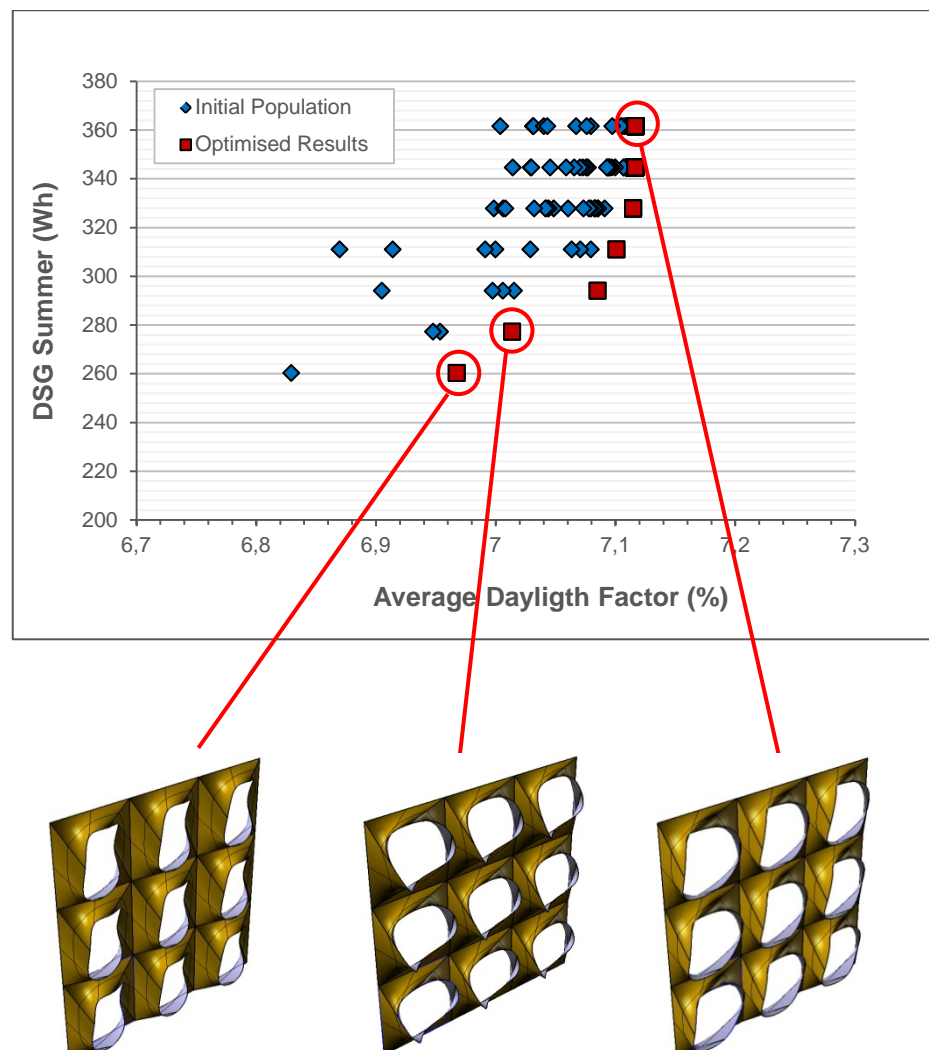 380
360
340
320
300
280
260
240
220
200
DSG Summer (Wh)
Initial Population
Optimised Results
6,7 6,8 6,9 7 7,1 7,2 7,3
Average Dayligth Factor (%)